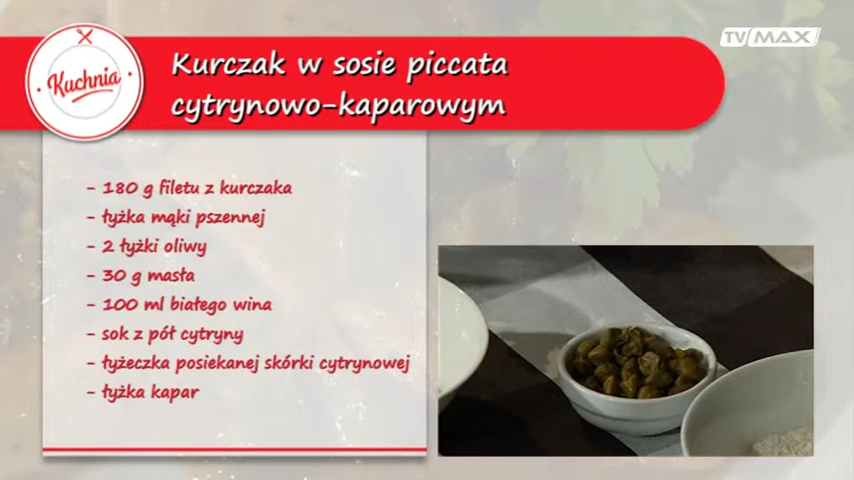 TV MAX
Kuchnia
Kurczak w sosie piccata
cytrynowo-kaparowym
- 180 g filetu z kurczaka
- łyżka mąki pszennej
- 2 łyżki oliwy
- 30 g masła
- 100 ml białego wina
- sok z pół cytryny
- łyżeczka posiekanej skórki cytrynowej
- łyżka kapar